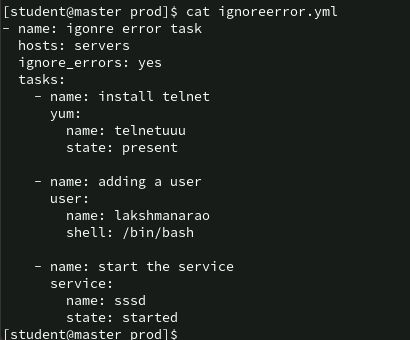 [student@master prod]$ cat ignoreerror.yml
- name: igonre error task
  hosts: servers
  ignore_errors: yes
  tasks:
    - name: install telnet
      yum:
        name: telnetuuu
        state: present

    - name: adding a user
      user:
        name: lakshmanarao
        shell: /bin/bash

    - name: start the service
      service:
        name: sssd
        state: started
[student@master prod]$